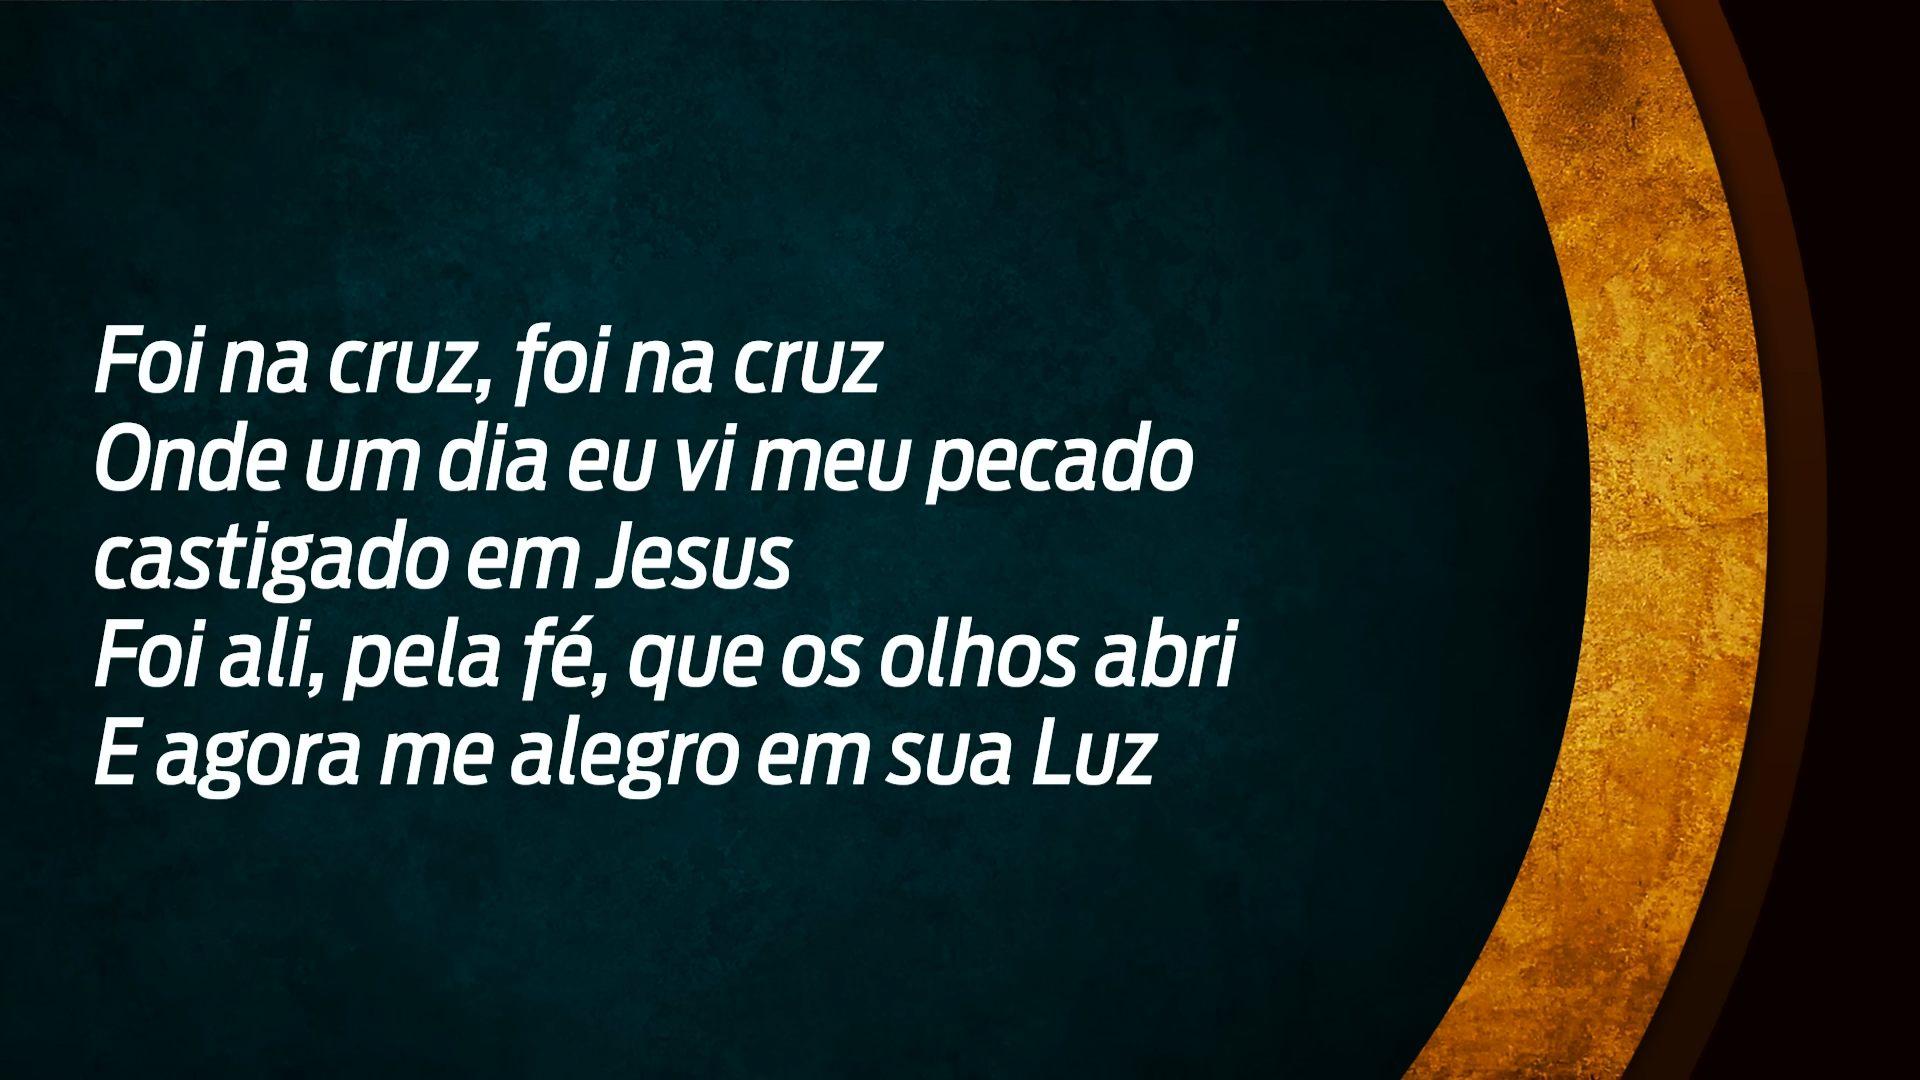 Foi na cruz, foi na cruz
Onde um dia eu vi meu pecado
castigado em Jesus
Foi ali, pela fé, que os olhos abri
E agora me alegro em sua Luz